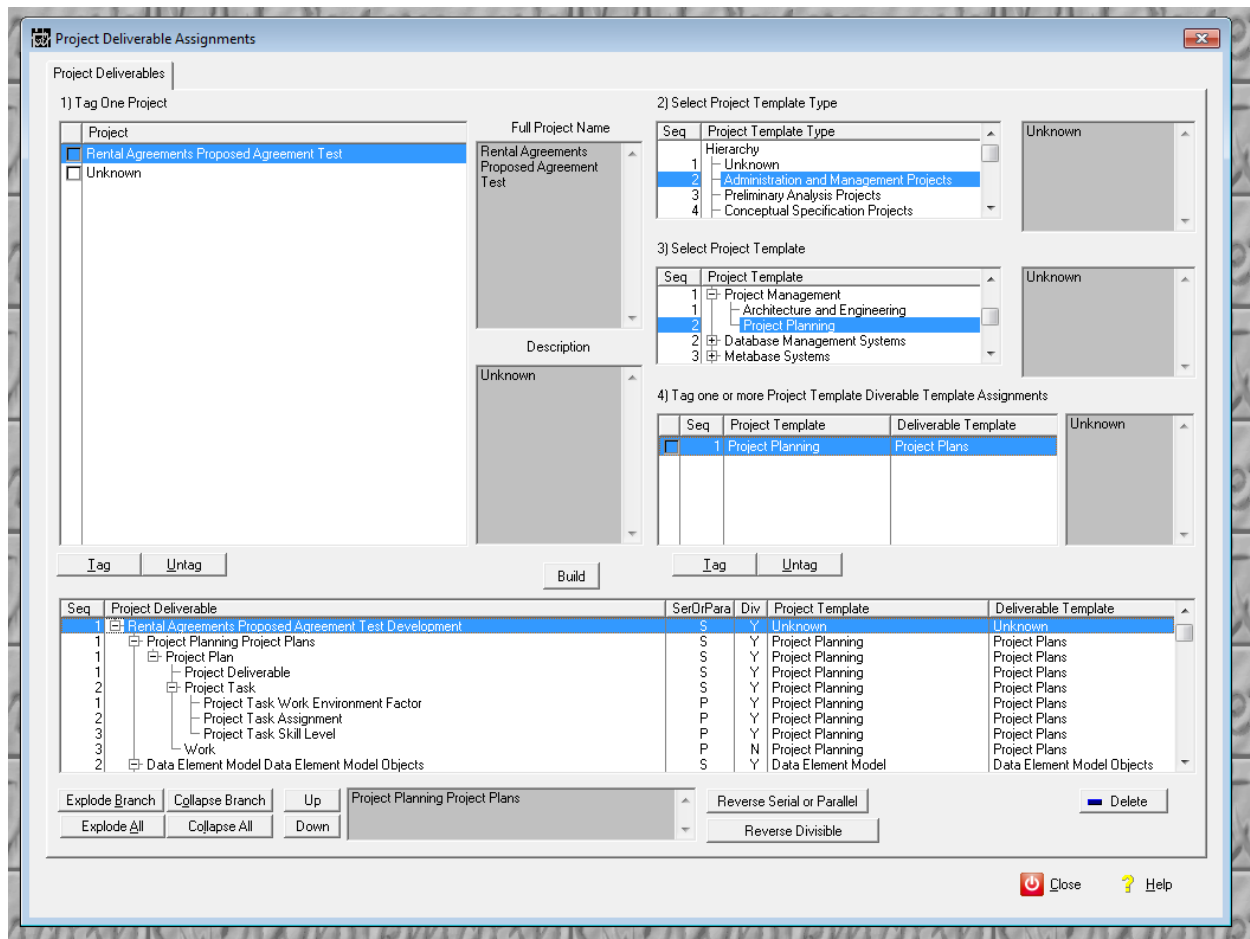 Project Deliverable Assignments
Project Deliverables
1) Tag One Project
Project
Rental Agreements Proposed Agreement Test
Unknown
Full Project Name
Rental Agreements
Proposed Agreement
Test
Description
Unknown
Tag Untag
2) Select Project Template Type
Seq Project Template Type
Hierarchy
1 Unknown
2 Administration and Management Projects
3 Preliminary Analysis Projects
4 Conceptual Specification Projects
Unknown
3) Select Project Template
Seq Project Template
1 Project Management
1 Architecture and Engineering
2 Project Planning
2 Database Management Systems
3 Metabase Systems
Unknown
4) Tag one or more Project Template Diverable Template Assignments
Seq Project Template Deliverable Template
1 Project Planning Project Plans
Unknown
Tag Untag
Build
Seq Project Deliverable SerOrPara Div Project Template Deliverable Template
1 Rental Agreements Proposed Agreement Test Development S Y Unknown Unknown
1 Project Planning Project Plans S Y Project Planning Project Plans
1 Project Plan S Y Project Planning Project Plans
1 Project Deliverable S Y Project Planning Project Plans
2 Project Task S Y Project Planning Project Plans
1 Project Task Work Environment Factor P Y Project Planning Project Plans
2 Project Task Assignment P Y Project Planning Project Plans
3 Project Task Skill Level P Y Project Planning Project Plans
3 Work P N Project Planning Project Plans
2 Data Element Model Data Element Model Objects S Y Data Element Model Data Element Model Objects
Explode Branch Collapse Branch Up Project Planning Project Plans Reverse Serial or Parallel Delete
Explode All Collapse All Down Reverse Divisible
Close Help